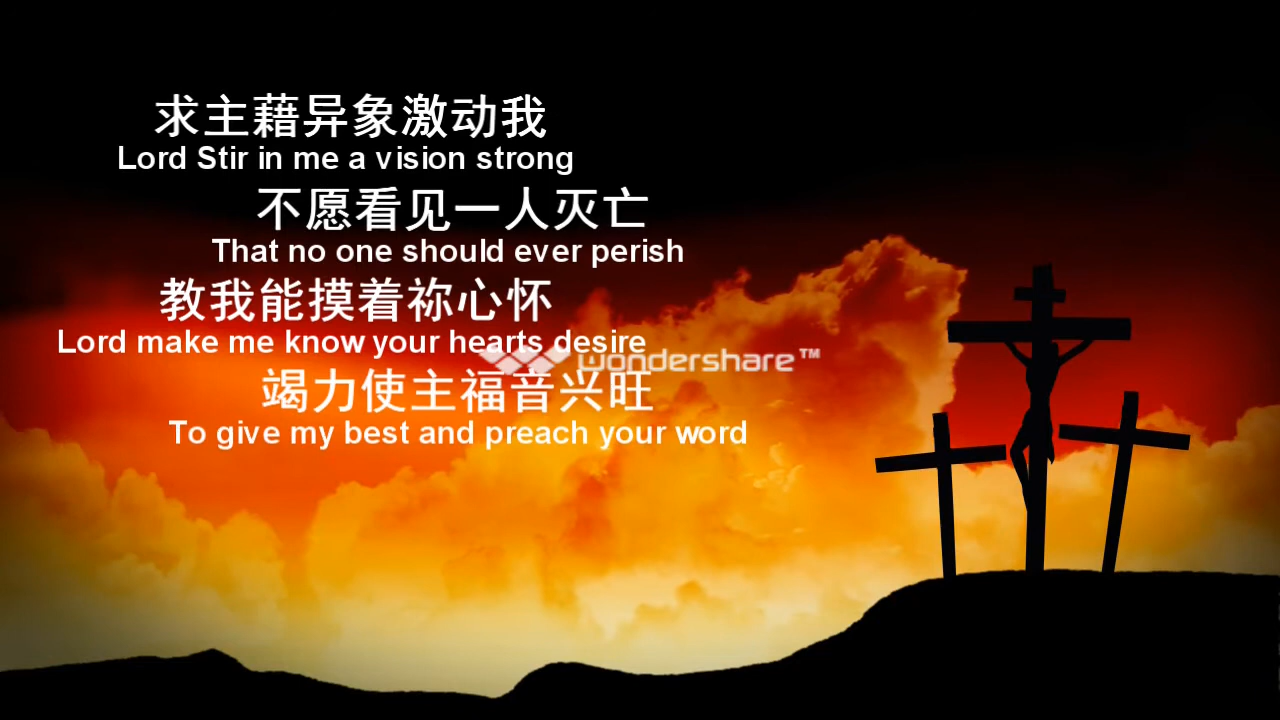 求主藉异象激动我
Lord Stir in me a vision strong
不愿看见一人灭亡
That no one should ever perish
教我能摸着祢心怀
Lord make me know your hearts desire
wondershare™
竭力使主福音兴旺
To give my best and preach your word